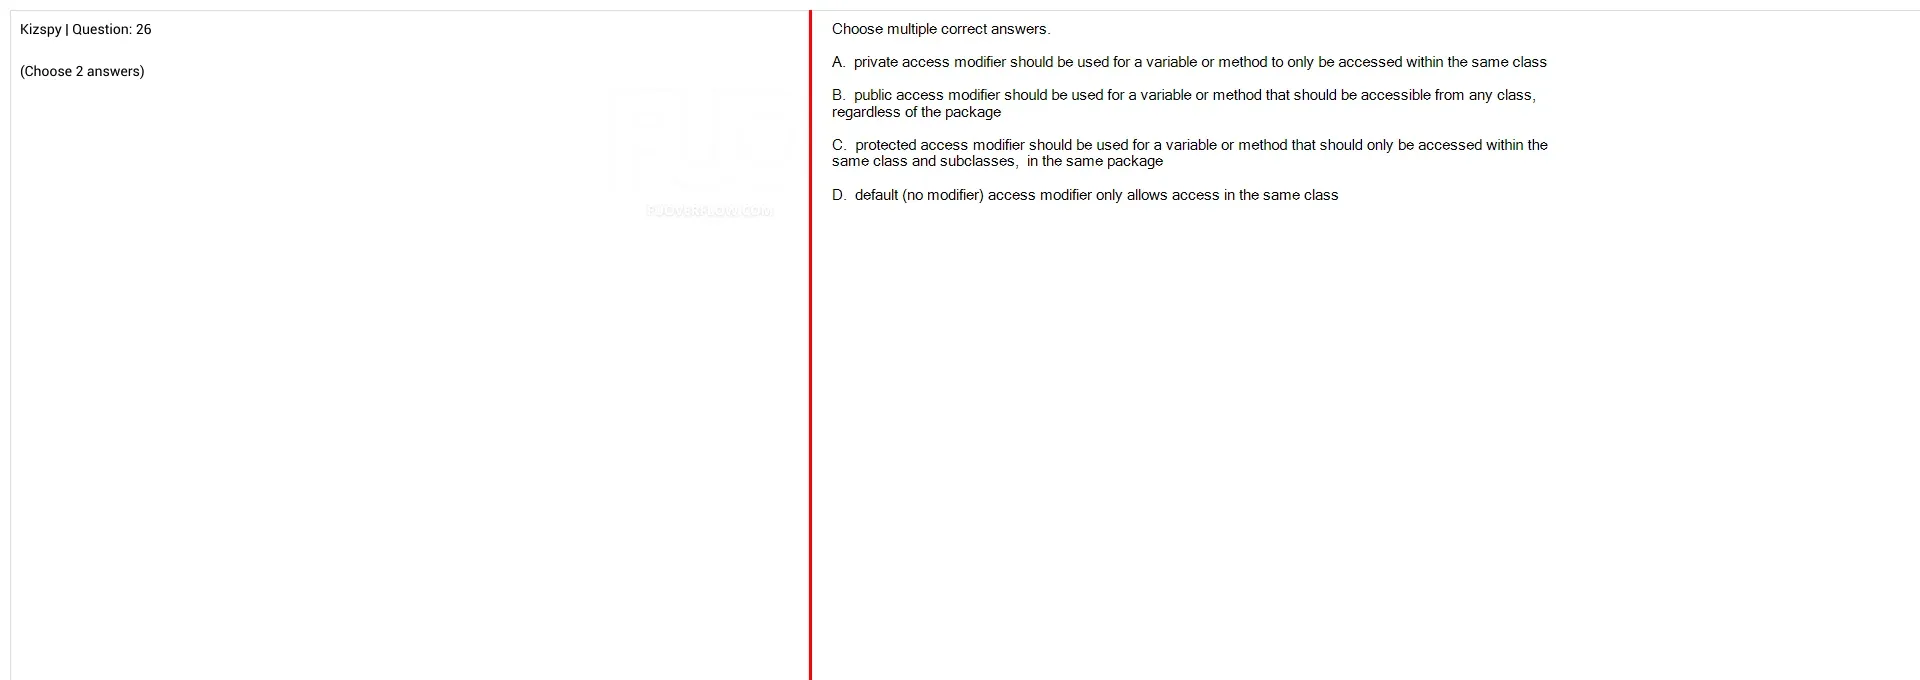 Kizspy | Question: 26
(Choose 2 answers)
FUOVERFLOW.COM
Choose multiple correct answers.
A. private access modifier should be used for a variable or method to only be accessed within the same class
B. public access modifier should be used for a variable or method that should be accessible from any class,
regardless of the package
C. protected access modifier should be used for a variable or method that should only be accessed within the
same class and subclasses, in the same package
D. default (no modifier) access modifier only allows access in the same class